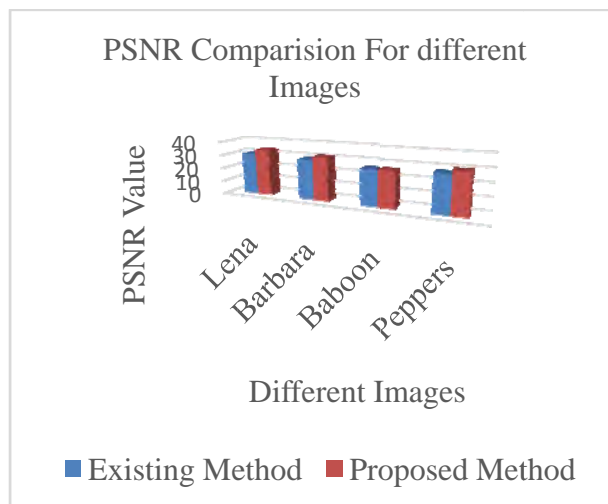 PSNR Comparision For different
Images
40
30
20
10
0
PSNR Value
Lena
Barbara
Baboon
Peppers
Different Images
Existing Method Proposed Method